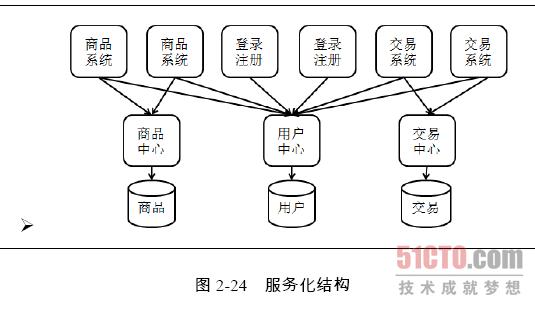 商品
系统
商品
系统
登录
注册
登录
注册
交易
系统
交易
系统
商品
中心
用户
中心
交易
中心
商品
用户
交易
51CTO.com
技术成就梦想
图 2-24 服务化结构